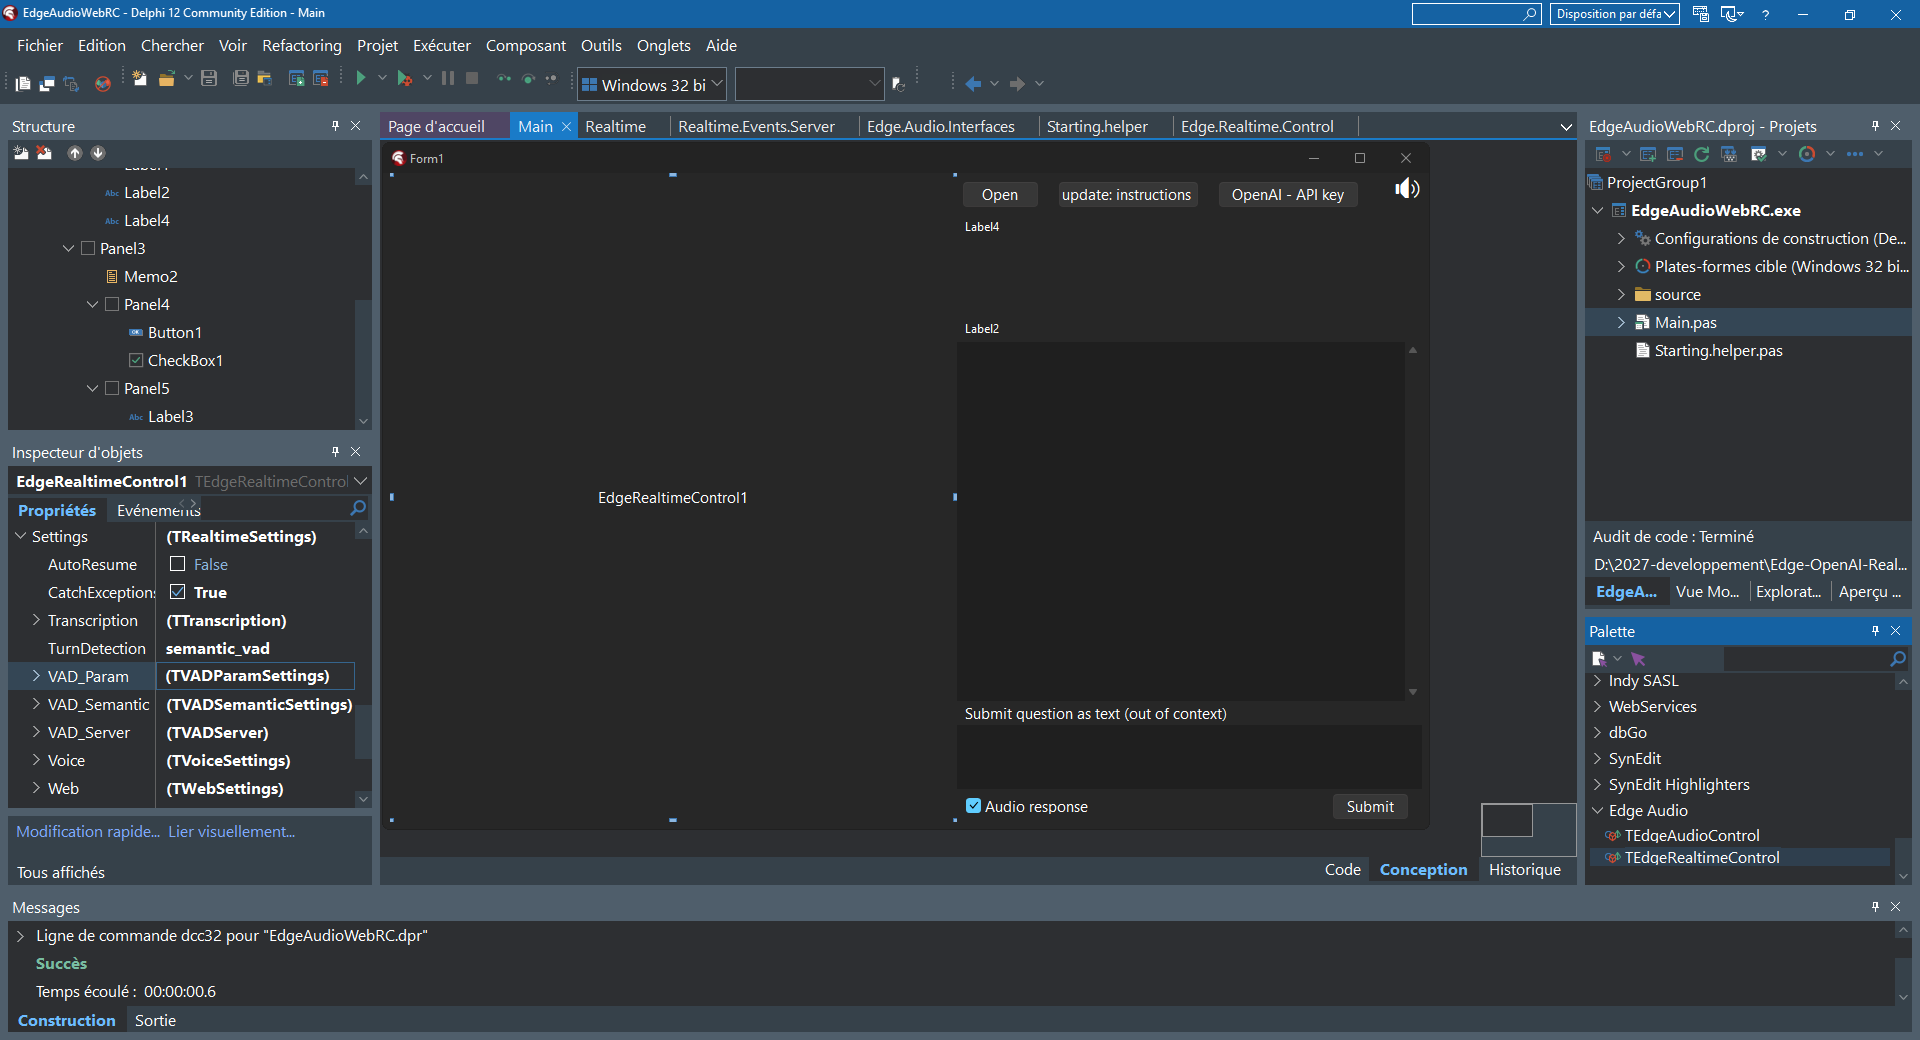 EdgeAudioWebRC - Delphi 12 Community Edition - Main
Disposition par défa
Fichier Edition Chercher Voir Refactoring Projet Exécuter Composant Outils Onglets Aide
Windows 32 bi
Structure
Label2
Label4
Panel3
Memo2
Panel4
Button1
CheckBox1
Panel5
Label3
Inspecteur d'objets
EdgeRealtimeControl1 TEdgeRealtimeControl
Propriétés Evénements
Settings (TRealtimeSettings)
AutoResume False
CatchExceptions True
Transcription (TTranscription)
TurnDetection semantic_vad
VAD_Param (TVADParamSettings)
VAD_Semantic (TVADSemanticSettings)
VAD_Server (TVADServer)
Voice (TVoiceSettings)
Web (TWebSettings)
Modification rapide... Lier visuellement...
Tous affichés
Page d'accueil Main Realtime Realtime.Events.Server Edge.Audio.Interfaces Starting.helper Edge.Realtime.Control
Form1
Open update: instructions OpenAI - API key
Label4
Label2
EdgeRealtimeControl1
Submit question as text (out of context)
Audio response Submit
Code Conception Historique
EdgeAudioWebRC.dproj - Projets
ProjectGroup1
EdgeAudioWebRC.exe
Configurations de construction (De...
Plates-formes cible (Windows 32 bi...
source
Main.pas
Starting.helper.pas
Audit de code : Terminé
D:\2027-developpement\Edge-OpenAI-Real...
EdgeA... Vue Mo... Explorat... Aperçu ...
Palette
Indy SASL
WebServices
dbGo
SynEdit
SynEdit Highlighters
Edge Audio
TEdgeAudioControl
TEdgeRealtimeControl
Messages
Ligne de commande dcc32 pour "EdgeAudioWebRC.dpr"
Succès
Temps écoulé : 00:00:00.6
Construction Sortie